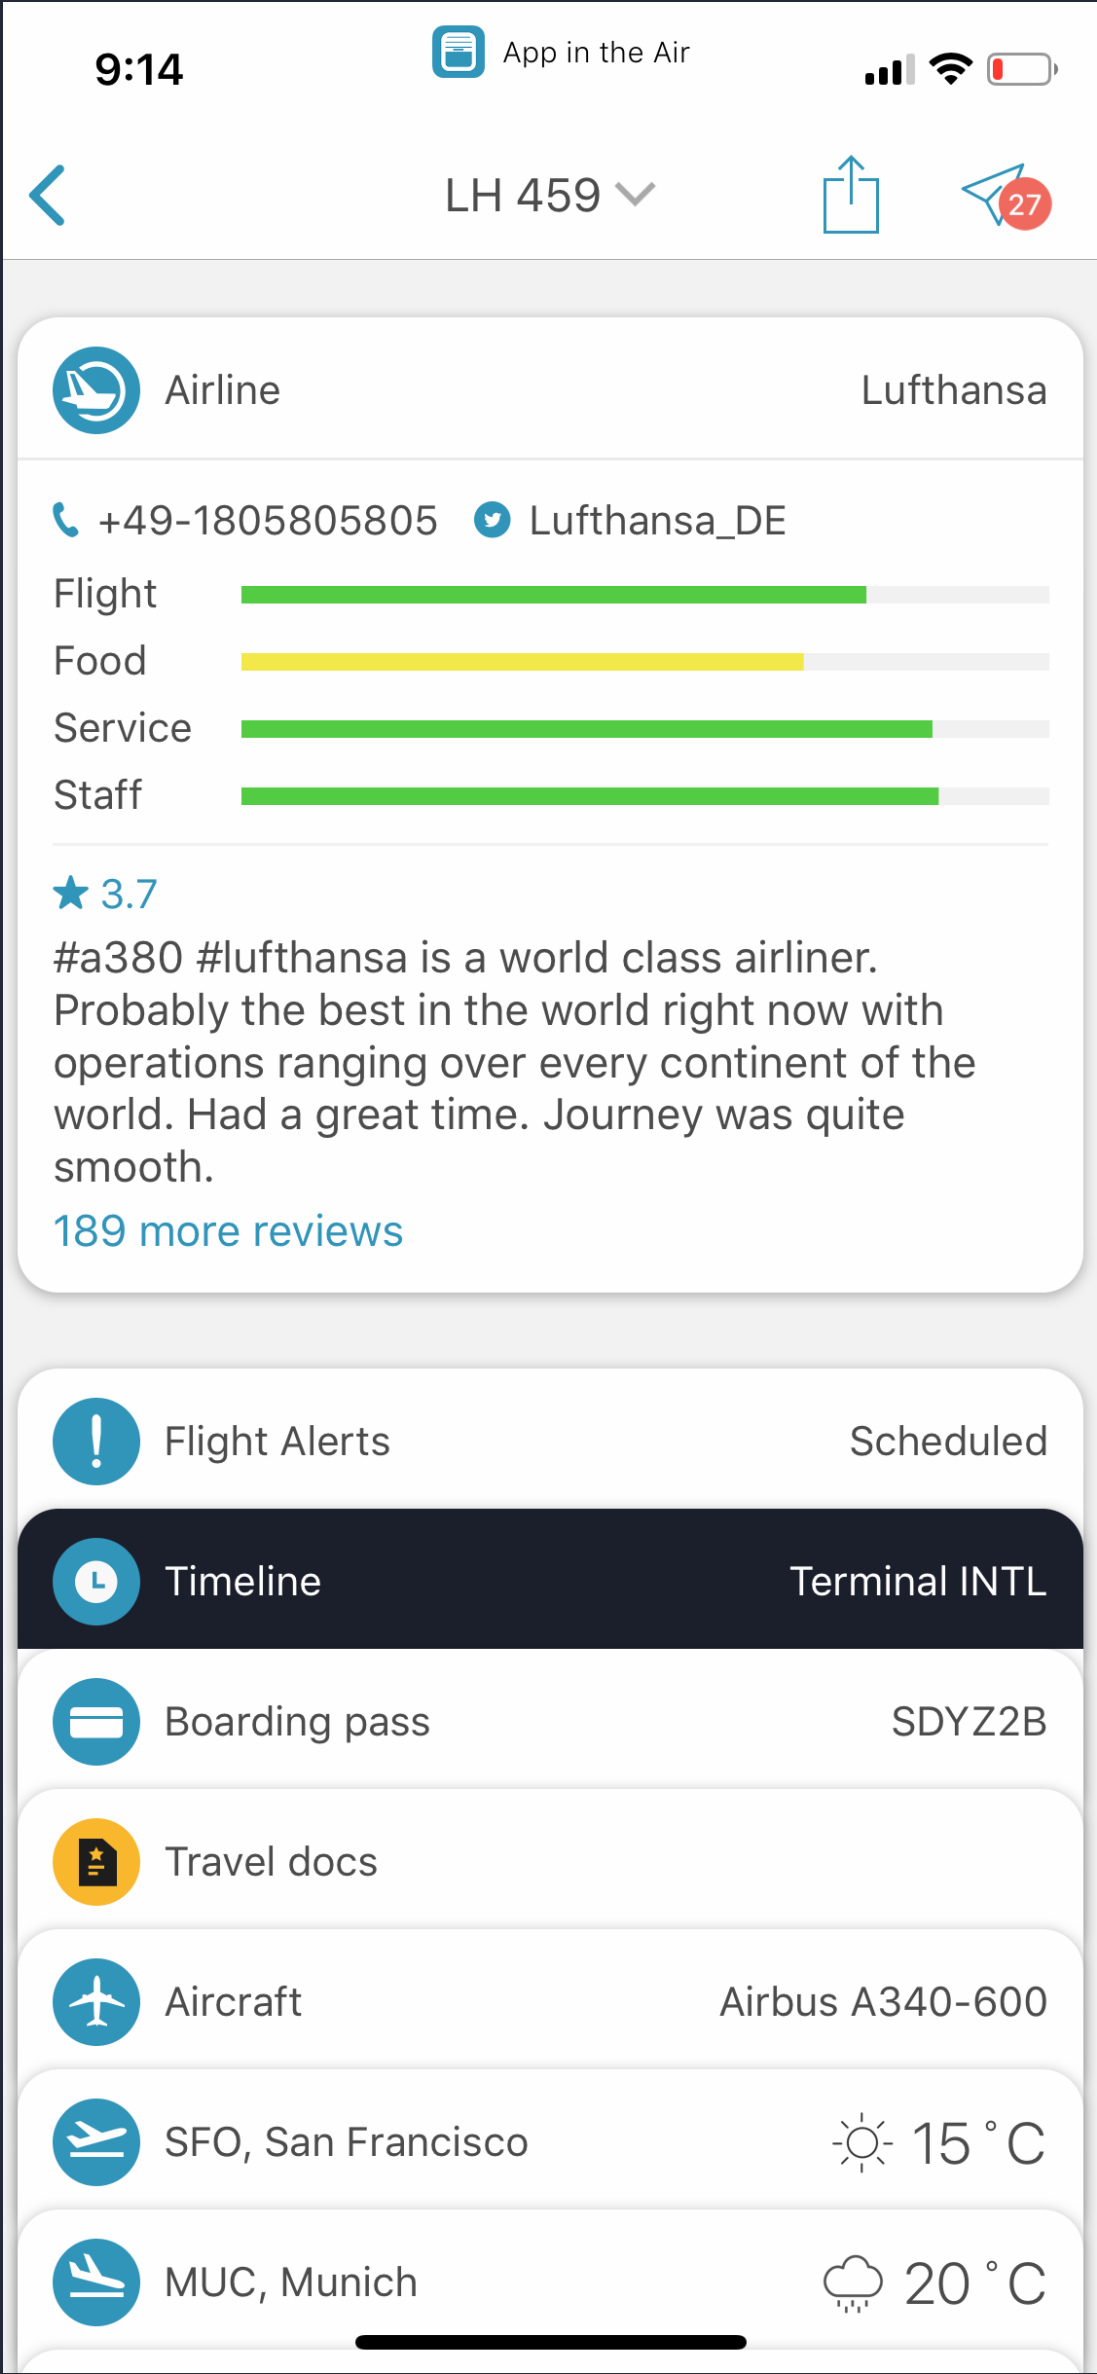 9:14
App in the Air
LH 459
27
Airline
Lufthansa
+49-1805805805
Lufthansa_DE
Flight
Food
Service
Staff
3.7
#a380 #lufthansa is a world class airliner.
Probably the best in the world right now with
operations ranging over every continent of the
world. Had a great time. Journey was quite
smooth.
189 more reviews
Flight Alerts
Scheduled
Timeline
Terminal INTL
Boarding pass
SDYZ2B
Travel docs
Aircraft
Airbus A340-600
SFO, San Francisco
15°C
MUC, Munich
20°C